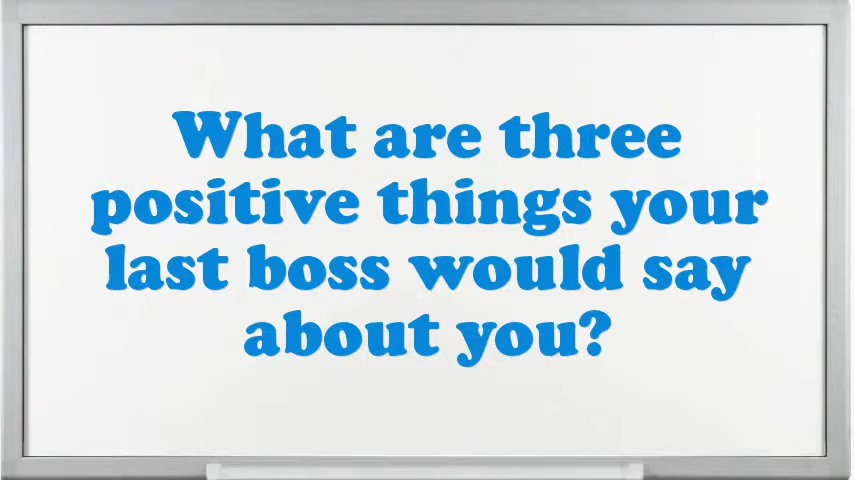 What are three
positive things your
last boss would say
about you?